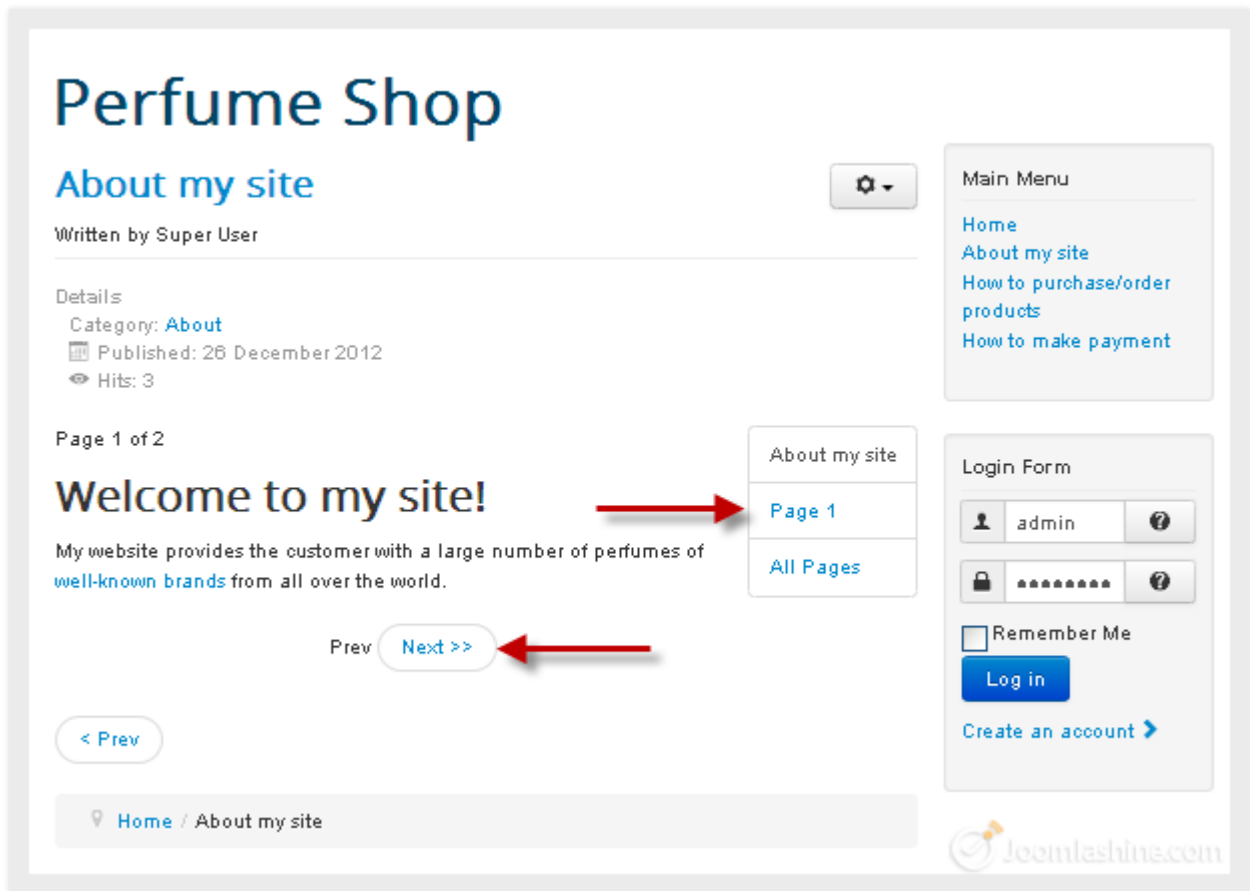 Perfume Shop
About my site
Written by Super User
Details
Category: About
Published: 26 December 2012
Hits: 3
Page 1 of 2
Welcome to my site!
My website provides the customer with a large number of perfumes of
well-known brands from all over the world.
Prev Next >>
< Prev
Home / About my site
About my site
Page 1
All Pages
Main Menu
Home
About my site
How to purchase/order
products
How to make payment
Login Form
admin
Remember Me
Log in
Create an account
Joomlashine.com